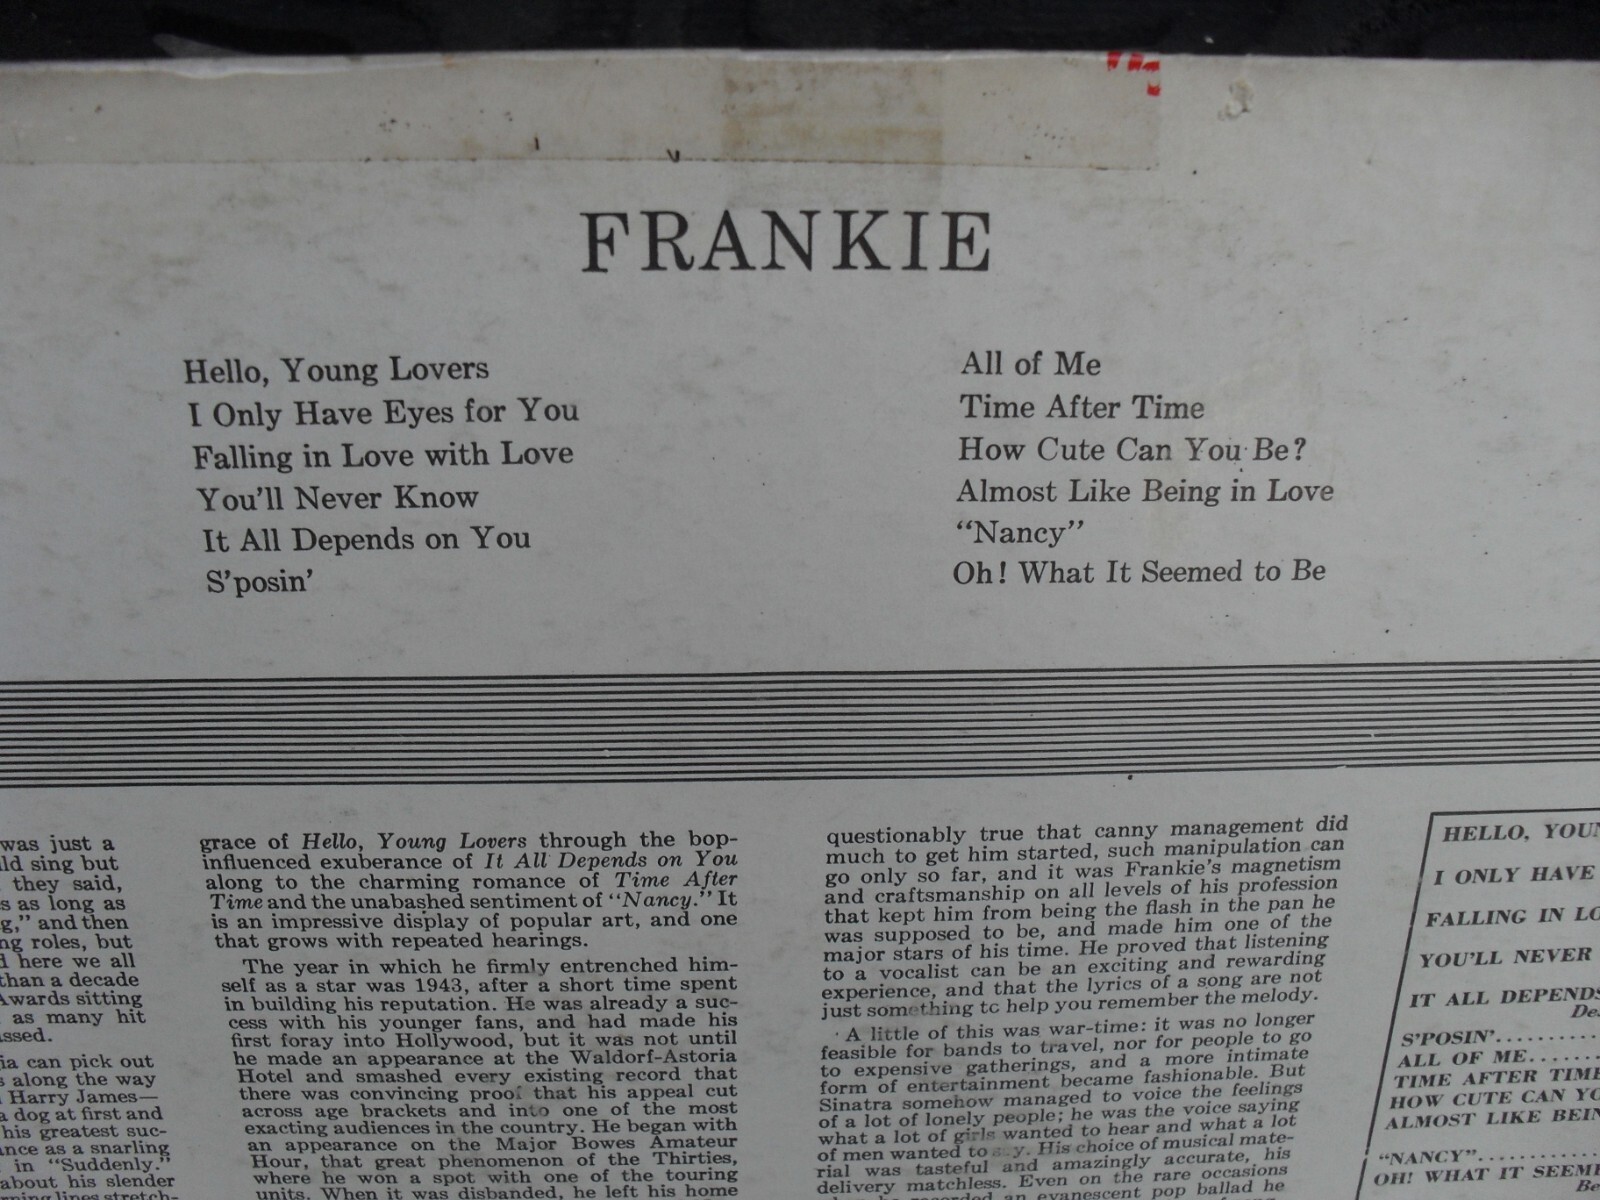 FRANKIE
Hello, Young Lovers
I Only Have Eyes for You
Falling in Love with Love
You'll Never Know
It All Depends on You
S'posin'
All of Me
Time After Time
How Cute Can You Be?
Almost Like Being in Love
"Nancy"
Oh! What It Seemed to Be
was just a
sing but
they said,
as long as
and then
roles, but
here we all
than a decade
Awards sitting
as many hit
can pick out
along the way
Harry James—
a dog at first and
his greatest suc-
as a snarling
in "Suddenly."
about his slender
lines stretch-
grace of Hello, Young Lovers through the bop-
influenced exuberance of It All Depends on You
along to the charming romance of Time After
Time and the unabashed sentiment of "Nancy." It
is an impressive display of popular art, and one
that grows with repeated hearings.
The year in which he firmly entrenched him-
self as a star was 1943, after a short time spent
in building his reputation. He was already a suc-
cess with his younger fans, and had made his
first foray into Hollywood, but it was not until
he made an appearance at the Waldorf-Astoria
Hotel and smashed every existing record that
there was convincing proof that his appeal cut
across age brackets and into one of the most
exacting audiences in the country. He began with
an appearance on the Major Bowes Amateur
Hour, that great phenomenon of the Thirties,
where he won a spot with one of the touring
units. When it was disbanded, he left his home
questionably true that canny management did
much to get him started, such manipulation can
go only so far, and it was Frankie's magnetism
and craftsmanship on all levels of his profession
that kept him from being the flash in the pan he
was supposed to be, and made him one of the
major stars of his time. He proved that listening
to a vocalist can be an exciting and rewarding
experience, and that the lyrics of a song are not
just something to help you remember the melody.
A little of this was war-time: it was no longer
feasible for bands to travel, nor for people to go
to expensive gatherings, and a more intimate
form of entertainment became fashionable. But
Sinatra somehow managed to voice the feelings
of a lot of lonely people; he was the voice saying
what a lot of girls wanted to hear and what a lot
of men wanted to say. His choice of musical mate-
rial was tasteful and amazingly accurate, his
delivery matchless. Even on the rare occasions
recorded an evanescent pop ballad he
HELLO,
I ONLY HAVE
FALLING IN
YOU'LL NEVER
IT ALL DEPENDS
S'POSIN'.........
ALL OF ME.......
TIME AFTER TIME
HOW CUTE CAN
ALMOST LIKE
"NANCY".............
OH! WHAT IT